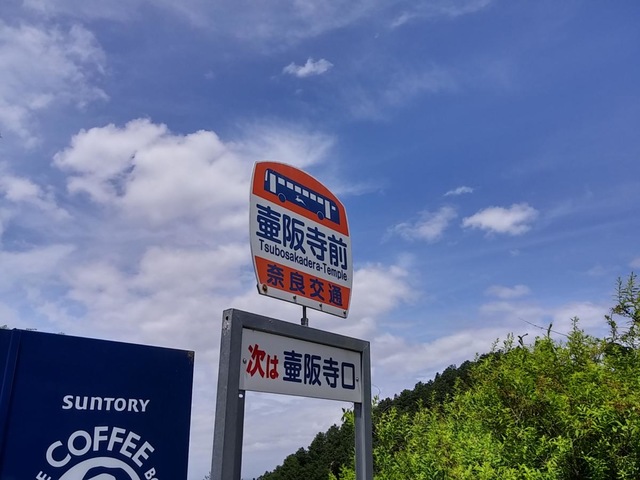 壷阪寺前
Tsubosakadera-Temple
奈良交通
次は 壷阪寺口
SUNTORY
COFFEE